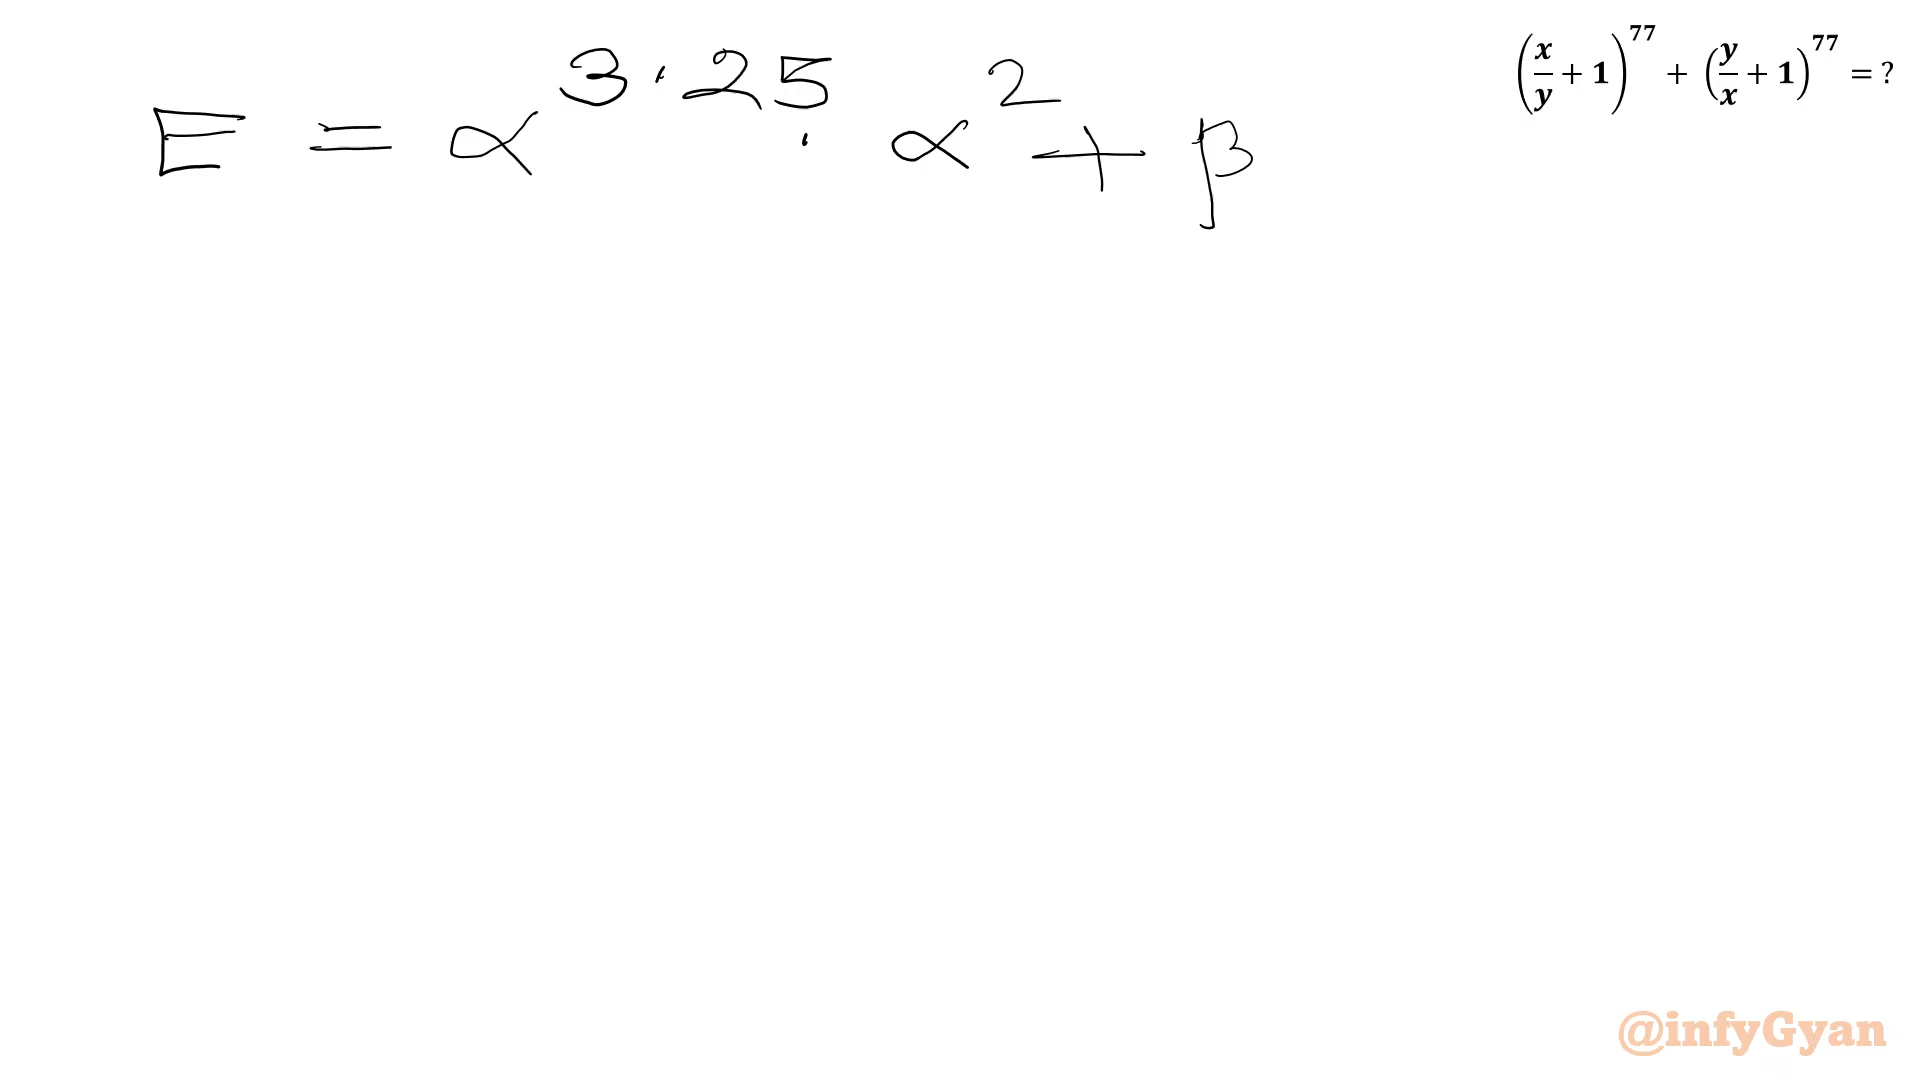 (x/y + 1)^77 + (y/x + 1)^77 = ?
E = α^3·25 · α^2 + β
@infyGyan